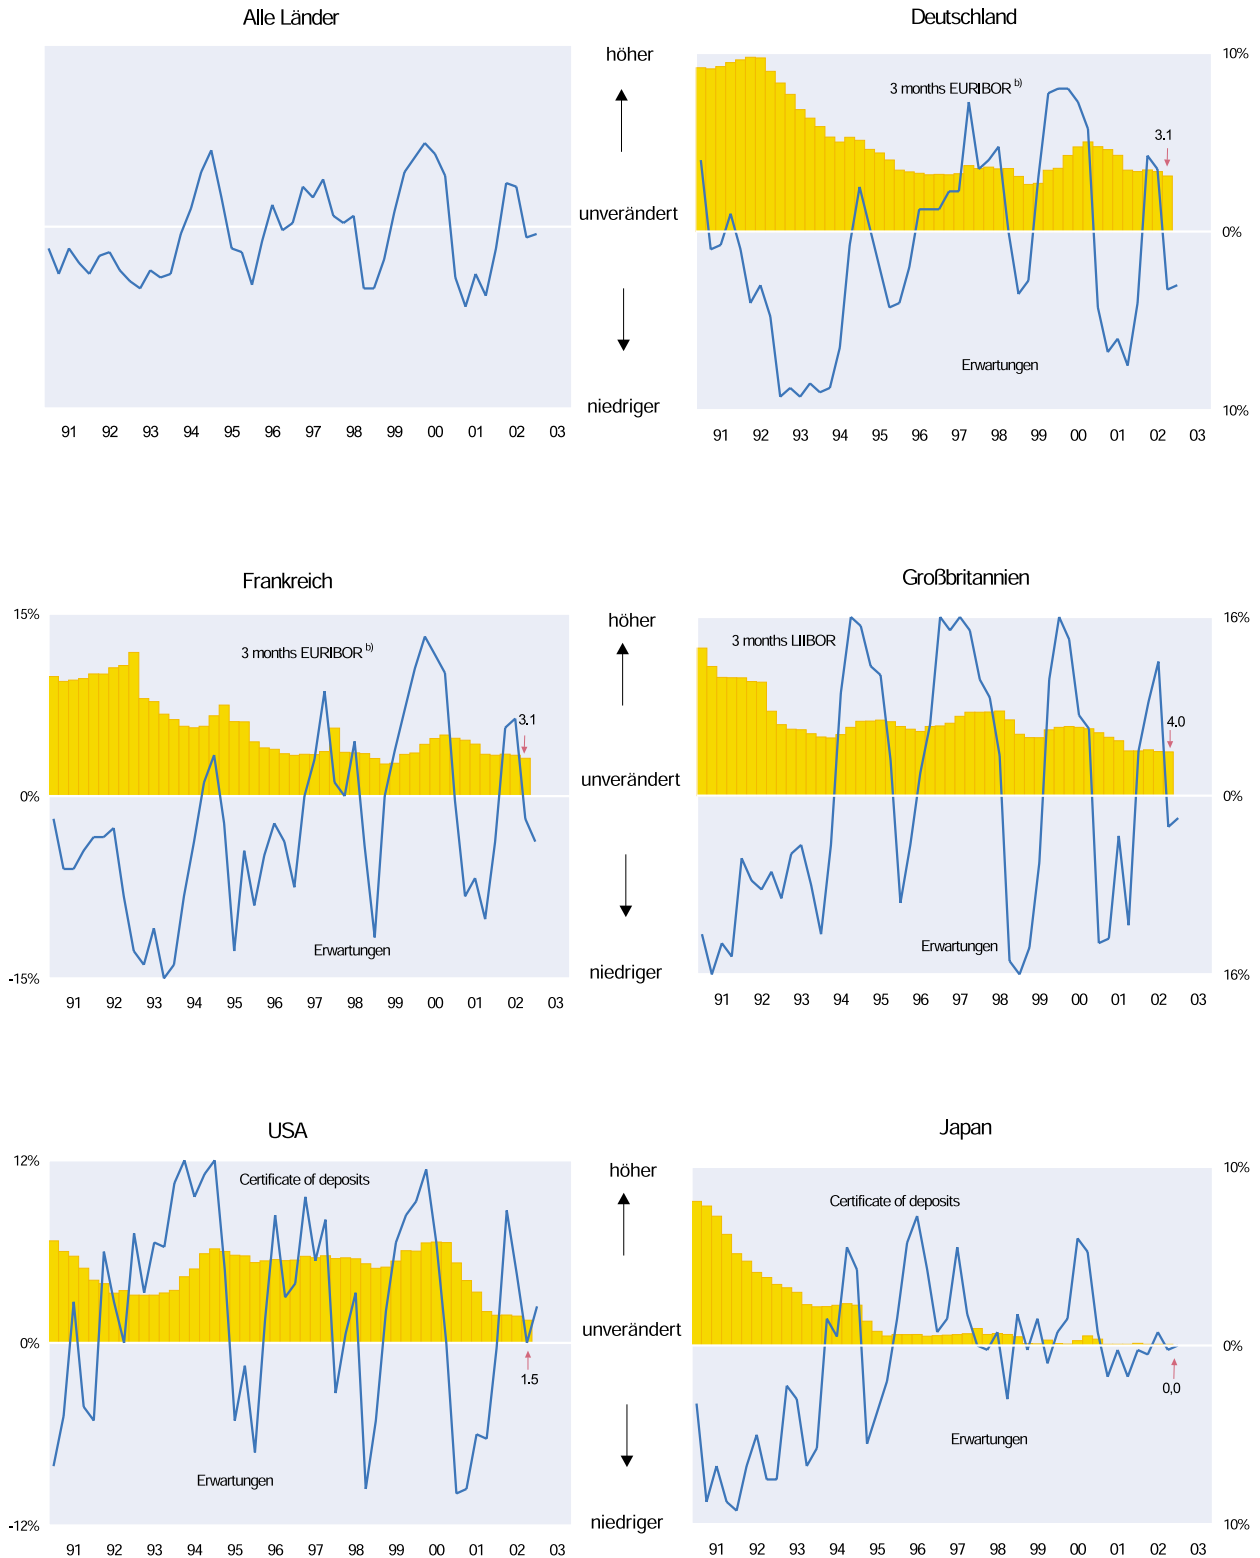 Alle Länder
Deutschland
höher
unverändert
niedriger
10%
0%
10%
3 months EURIBOR b)
3.1
Erwartungen
91 92 93 94 95 96 97 98 99 00 01 02 03
91 92 93 94 95 96 97 98 99 00 01 02 03
Frankreich
Großbritannien
15%
0%
-15%
3 months EURIBOR b)
3.1
Erwartungen
höher
unverändert
niedriger
3 months LIIBOR
4.0
Erwartungen
16%
0%
16%
91 92 93 94 95 96 97 98 99 00 01 02 03
91 92 93 94 95 96 97 98 99 00 01 02 03
USA
Japan
12%
0%
-12%
Certificate of deposits
1.5
Erwartungen
höher
unverändert
niedriger
Certificate of deposits
0,0
Erwartungen
10%
0%
10%
91 92 93 94 95 96 97 98 99 00 01 02 03
91 92 93 94 95 96 97 98 99 00 01 02 03